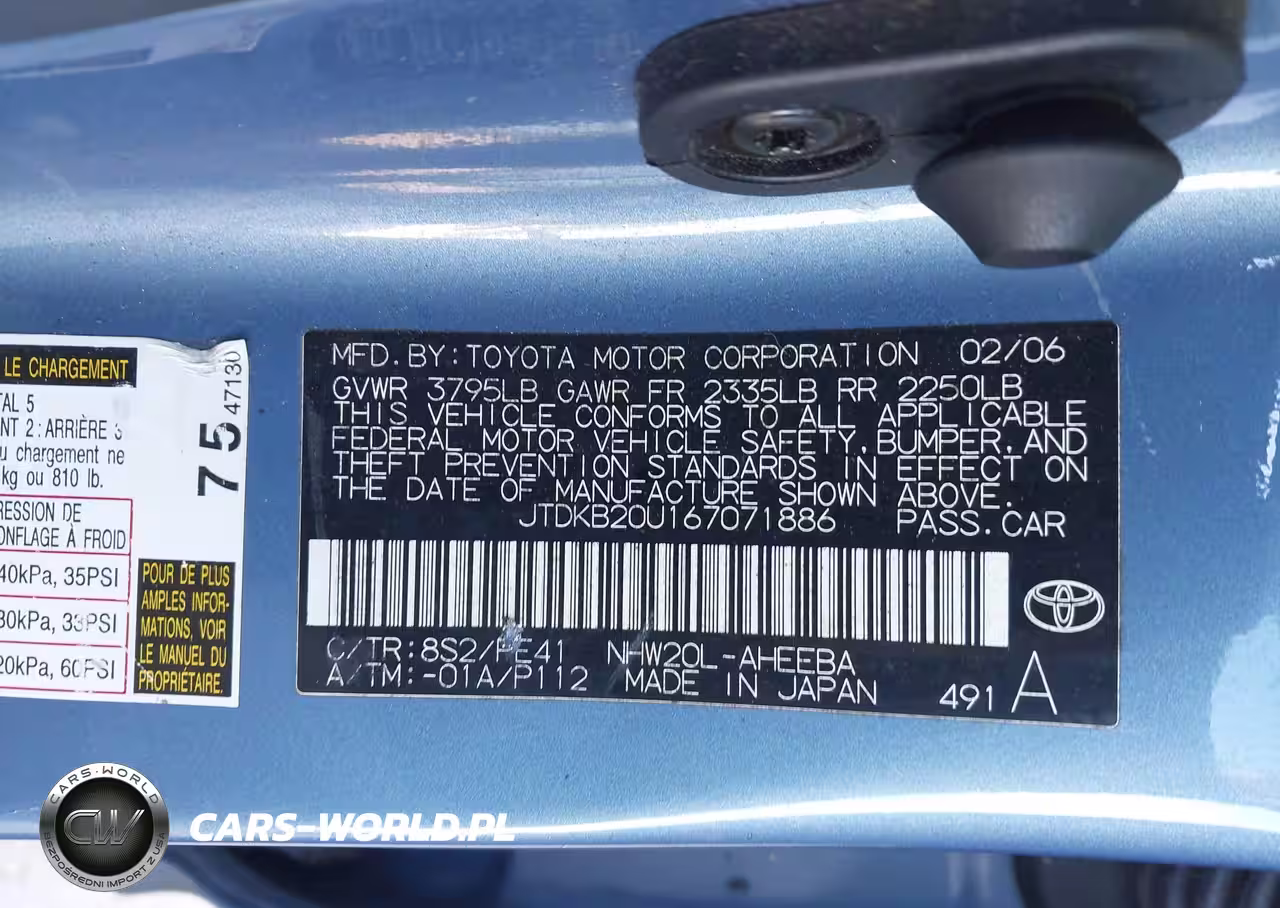 LE CHARGEMENT
TAL 5
NT 2 : ARRIÈRE 3
u chargement ne
kg ou 810 lb.
RESSION DE
ONFLAGE À FROID
40kPa, 35PSI
30kPa, 33PSI
20kPa, 60PSI
75
47130
POUR DE PLUS
AMPLES INFOR-
MATIONS, VOIR
LE MANUEL DU
PROPRIÉTAIRE.
MFD. BY: TOYOTA MOTOR CORPORATION 02/06
GVWR 3795LB GAWR FR 2335LB RR 2250LB
THIS VEHICLE CONFORMS TO ALL APPLICABLE
FEDERAL MOTOR VEHICLE SAFETY, BUMPER, AND
THEFT PREVENTION STANDARDS IN EFFECT ON
THE DATE OF MANUFACTURE SHOWN ABOVE.
JTDKB20U167071886 PASS. CAR
C/TR: 8S2/FE41 NHW20L-AHEEBA
A/TM: -01A/P112 MADE IN JAPAN 491 A
CARS-WORLD
CW
BEZPOŚREDNI IMPORT Z USA
CARS-WORLD.PL